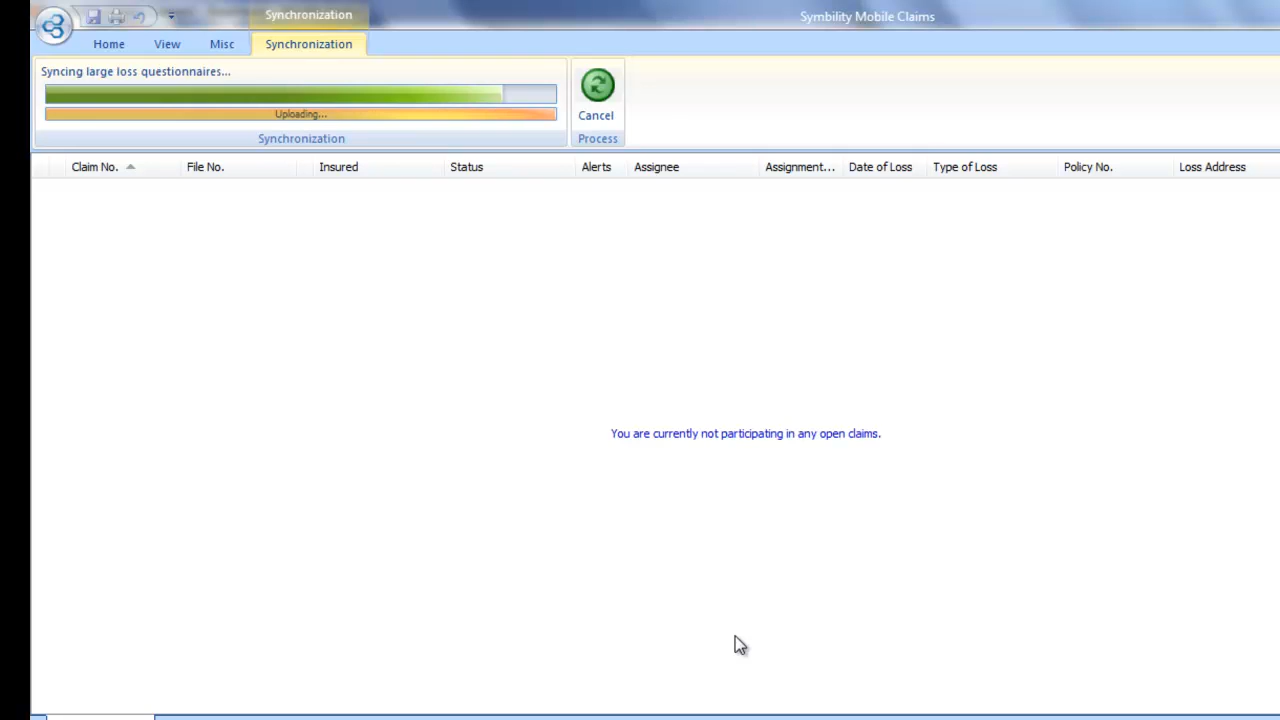 Synchronization
Symbility Mobile Claims
Home View Misc Synchronization
Syncing large loss questionnaires...
Uploading...
Cancel
Synchronization Process
Claim No. File No. Insured Status Alerts Assignee Assignment... Date of Loss Type of Loss Policy No. Loss Address
You are currently not participating in any open claims.